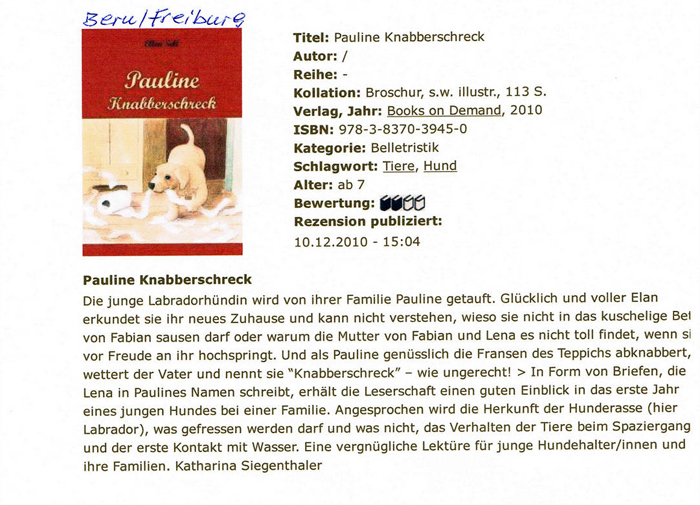 Bern/Freiburg
Pauline
Knabberschreck
Titel: Pauline Knabberschreck
Autor: /
Reihe: -
Kollation: Broschur, s.w. illustr., 113 S.
Verlag, Jahr: Books on Demand, 2010
ISBN: 978-3-8370-3945-0
Kategorie: Belletristik
Schlagwort: Tiere, Hund
Alter: ab 7
Bewertung:
Rezension publiziert:
10.12.2010 - 15:04
Pauline Knabberschreck
Die junge Labradorhündin wird von ihrer Familie Pauline getauft. Glücklich und voller Elan
erkundet sie ihr neues Zuhause und kann nicht verstehen, wieso sie nicht in das kuschelige Bet
von Fabian sausen darf oder warum die Mutter von Fabian und Lena es nicht toll findet, wenn si
vor Freude an ihr hochspringt. Und als Pauline genüsslich die Fransen des Teppichs abknabbert,
wettert der Vater und nennt sie “Knabberschreck” – wie ungerecht! > In Form von Briefen, die
Lena in Paulines Namen schreibt, erhält die Leserschaft einen guten Einblick in das erste Jahr
eines jungen Hundes bei einer Familie. Angesprochen wird die Herkunft der Hunderasse (hier
Labrador), was gefressen werden darf und was nicht, das Verhalten der Tiere beim Spaziergang
und der erste Kontakt mit Wasser. Eine vergnügliche Lektüre für junge Hundehalter/innen und
ihre Familien. Katharina Siegenthaler